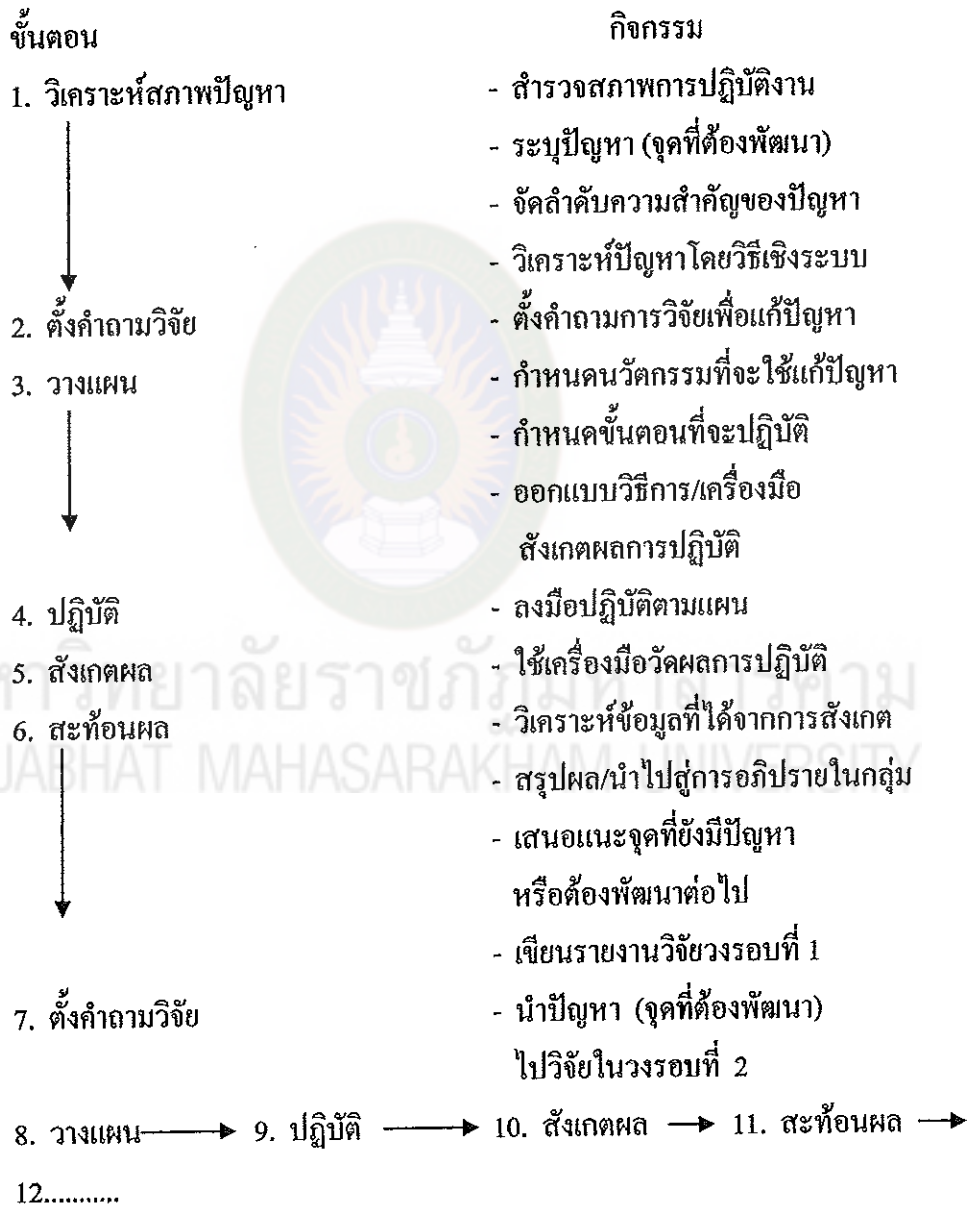 ขั้นตอน กิจกรรม
1. วิเคราะห์สภาพปัญหา - สำรวจสภาพการปฏิบัติงาน
- ระบุปัญหา (จุดที่ต้องพัฒนา)
- จัดลำดับความสำคัญของปัญหา
- วิเคราะห์ปัญหาโดยวิธีเชิงระบบ
2. ตั้งคำถามวิจัย - ตั้งคำถามการวิจัยเพื่อแก้ปัญหา
3. วางแผน - กำหนดนวัตกรรมที่จะใช้แก้ปัญหา
- กำหนดขั้นตอนที่จะปฏิบัติ
- ออกแบบวิธีการ/เครื่องมือ
สังเกตผลการปฏิบัติ
4. ปฏิบัติ - ลงมือปฏิบัติตามแผน
5. สังเกตผล - ใช้เครื่องมือวัดผลการปฏิบัติ
6. สะท้อนผล - วิเคราะห์ข้อมูลที่ได้จากการสังเกต
- สรุปผล/นำไปสู่การอภิปรายในกลุ่ม
- เสนอแนะจุดที่ยังมีปัญหา
หรือต้องพัฒนาต่อไป
- เขียนรายงานวิจัยวงรอบที่ 1
7. ตั้งคำถามวิจัย - นำปัญหา (จุดที่ต้องพัฒนา)
ไปวิจัยในวงรอบที่ 2
8. วางแผน 9. ปฏิบัติ 10. สังเกตผล 11. สะท้อนผล
12...........
MAHASARAKHAM UNIVERSITY